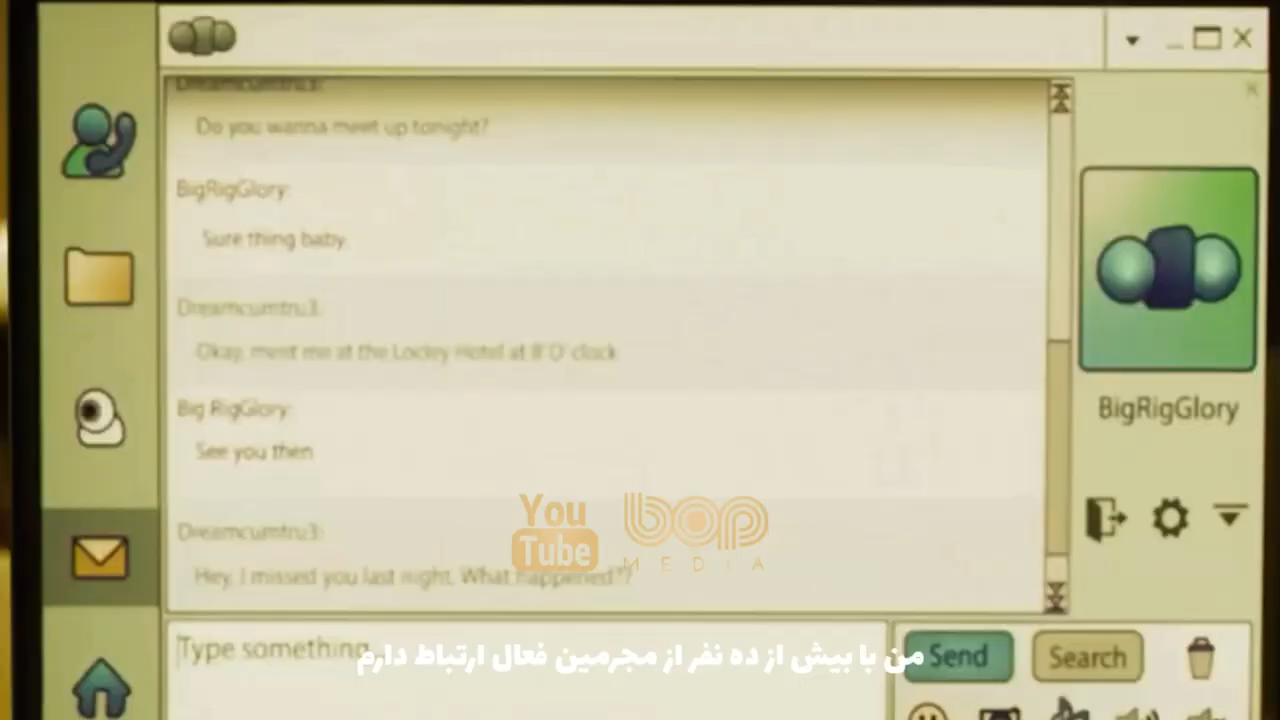 Dreamcumtru3:
Do you wanna meet up tonight?
BigRigGlory:
Sure thing baby.
Dreamcumtru3:
Okay, meet me at the Locley Hotel at 8 'O' clock
Big RigGlory:
See you then
Dreamcumtru3:
Hey, I missed you last night. What happened??
BigRigGlory
You
Tube
bop
MEDIA
Type something...
Send
Search
من با بیش از ده نفر از مجرمین فعال ارتباط دارم